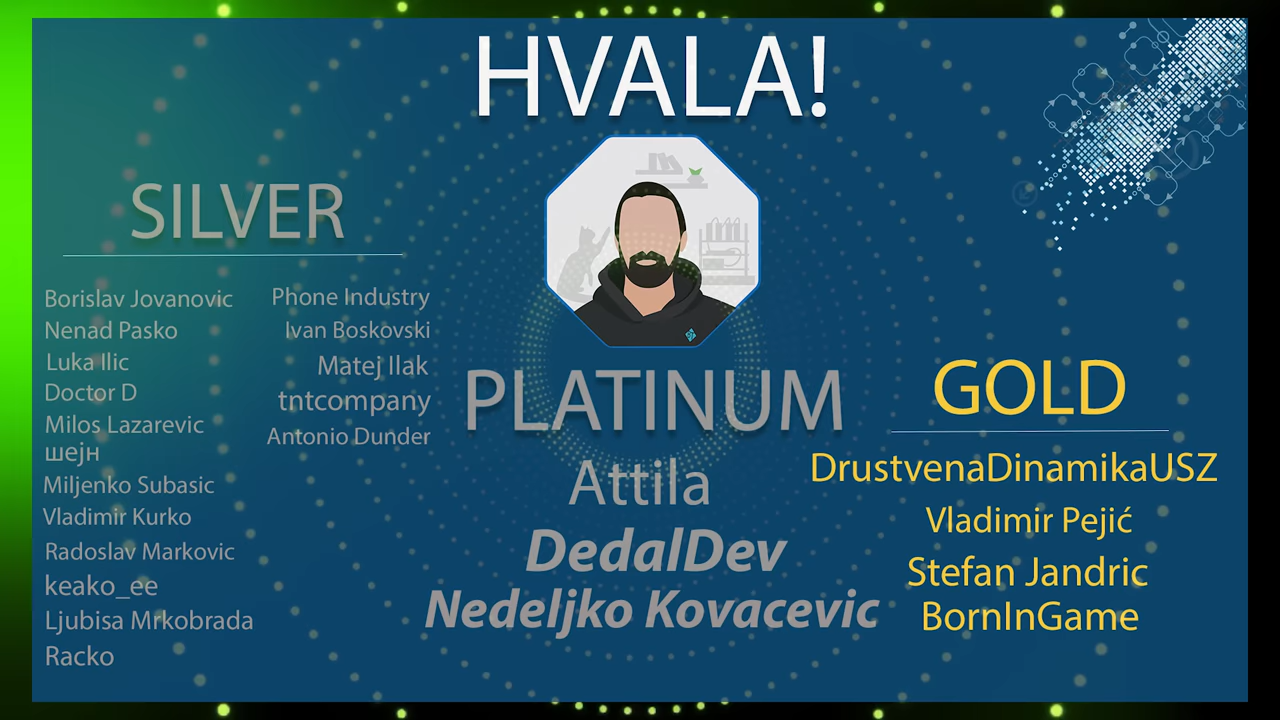 HVALA!
SILVER
Borislav Jovanovic
Nenad Pasko
Luka Ilic
Doctor D
Milos Lazarevic
шејн
Miljenko Subasic
Vladimir Kurko
Radoslav Markovic
keako_ee
Ljubisa Mrkobrada
Racko
Phone Industry
Ivan Boskovski
Matej Ilak
tntcompany
Antonio Dunder
PLATINUM
Attila
DedalDev
Nedeljko Kovacevic
GOLD
DrustvenaDinamikaUSZ
Vladimir Pejić
Stefan Jandric
BornInGame